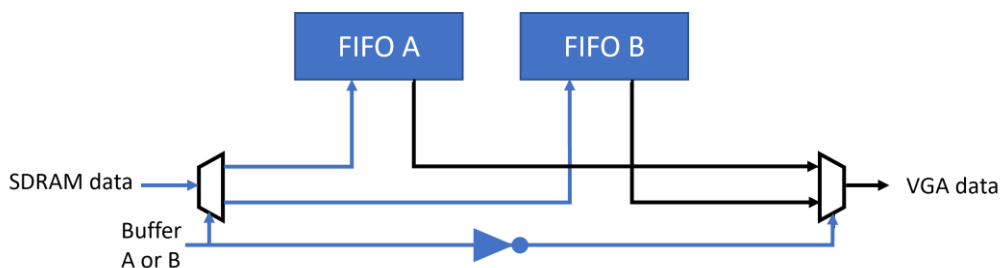 FIFO A
FIFO B
SDRAM data
VGA data
Buffer
A or B